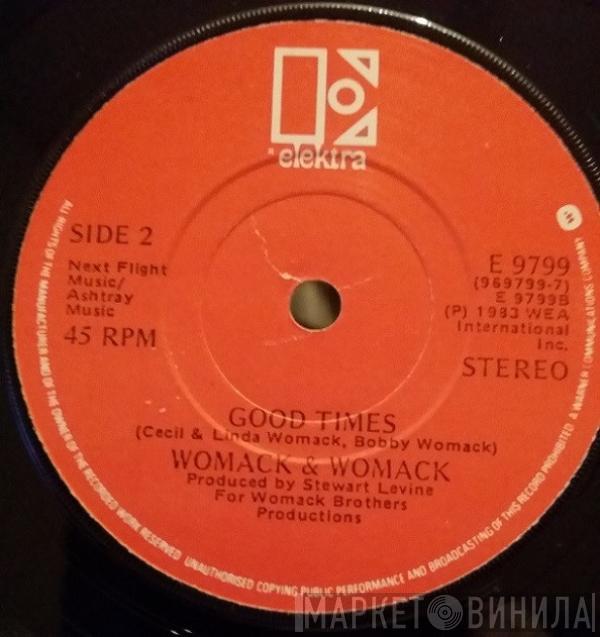 elektra
SIDE 2
Next Flight
Music/
Ashtray
Music
45 RPM
E 9799
(969799-7)
E 9799B
(P) 1983 WEA
International
Inc.
STEREO
GOOD TIMES
(Cecil & Linda Womack, Bobby Womack)
WOMACK & WOMACK
Produced by Stewart Levine
For Womack Brothers
Productions
ALL RIGHTS OF THE MANUFACTURER AND OF THE OWNER OF THE RECORDED WORK RESERVED UNAUTHORISED COPYING PUBLIC PERFORMANCE AND BROADCASTING OF THIS RECORD PROHIBITED A WARNER COMMUNICATIONS COMPANY
МАРКЕТ ВИНИЛА